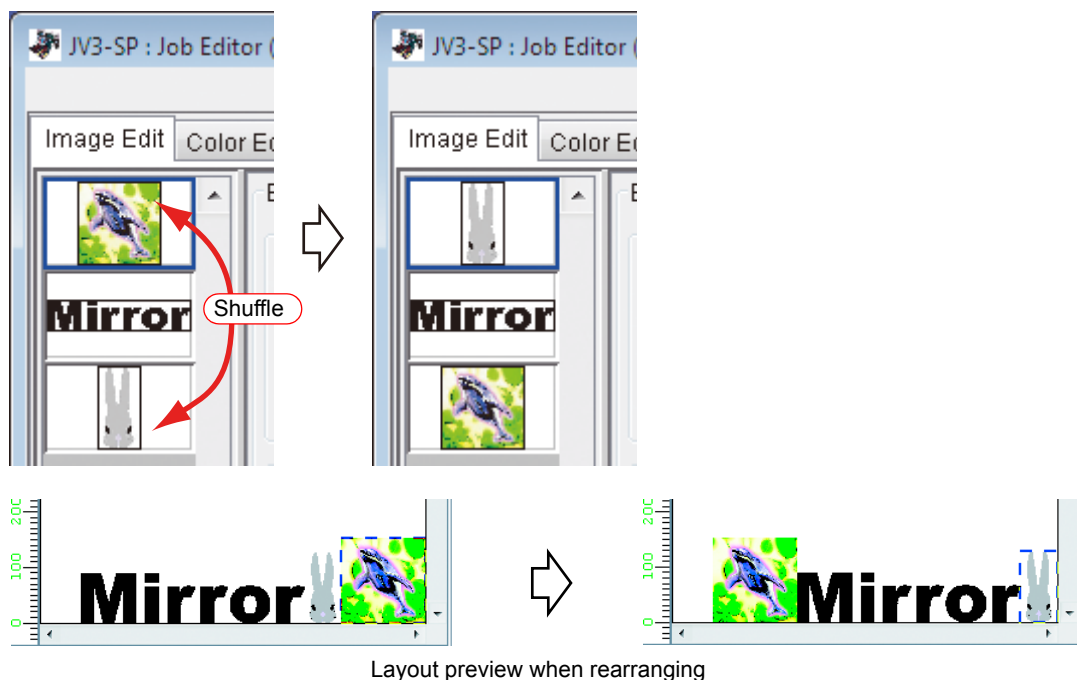 JV3-SP : Job Editor (
JV3-SP : Job Editor (
Image Edit
Color Ed
Image Edit
Color Ed
E
E
Mirror
Shuffle
Mirror
200
100
0
Mirror
200
100
0
Mirror
Layout preview when rearranging